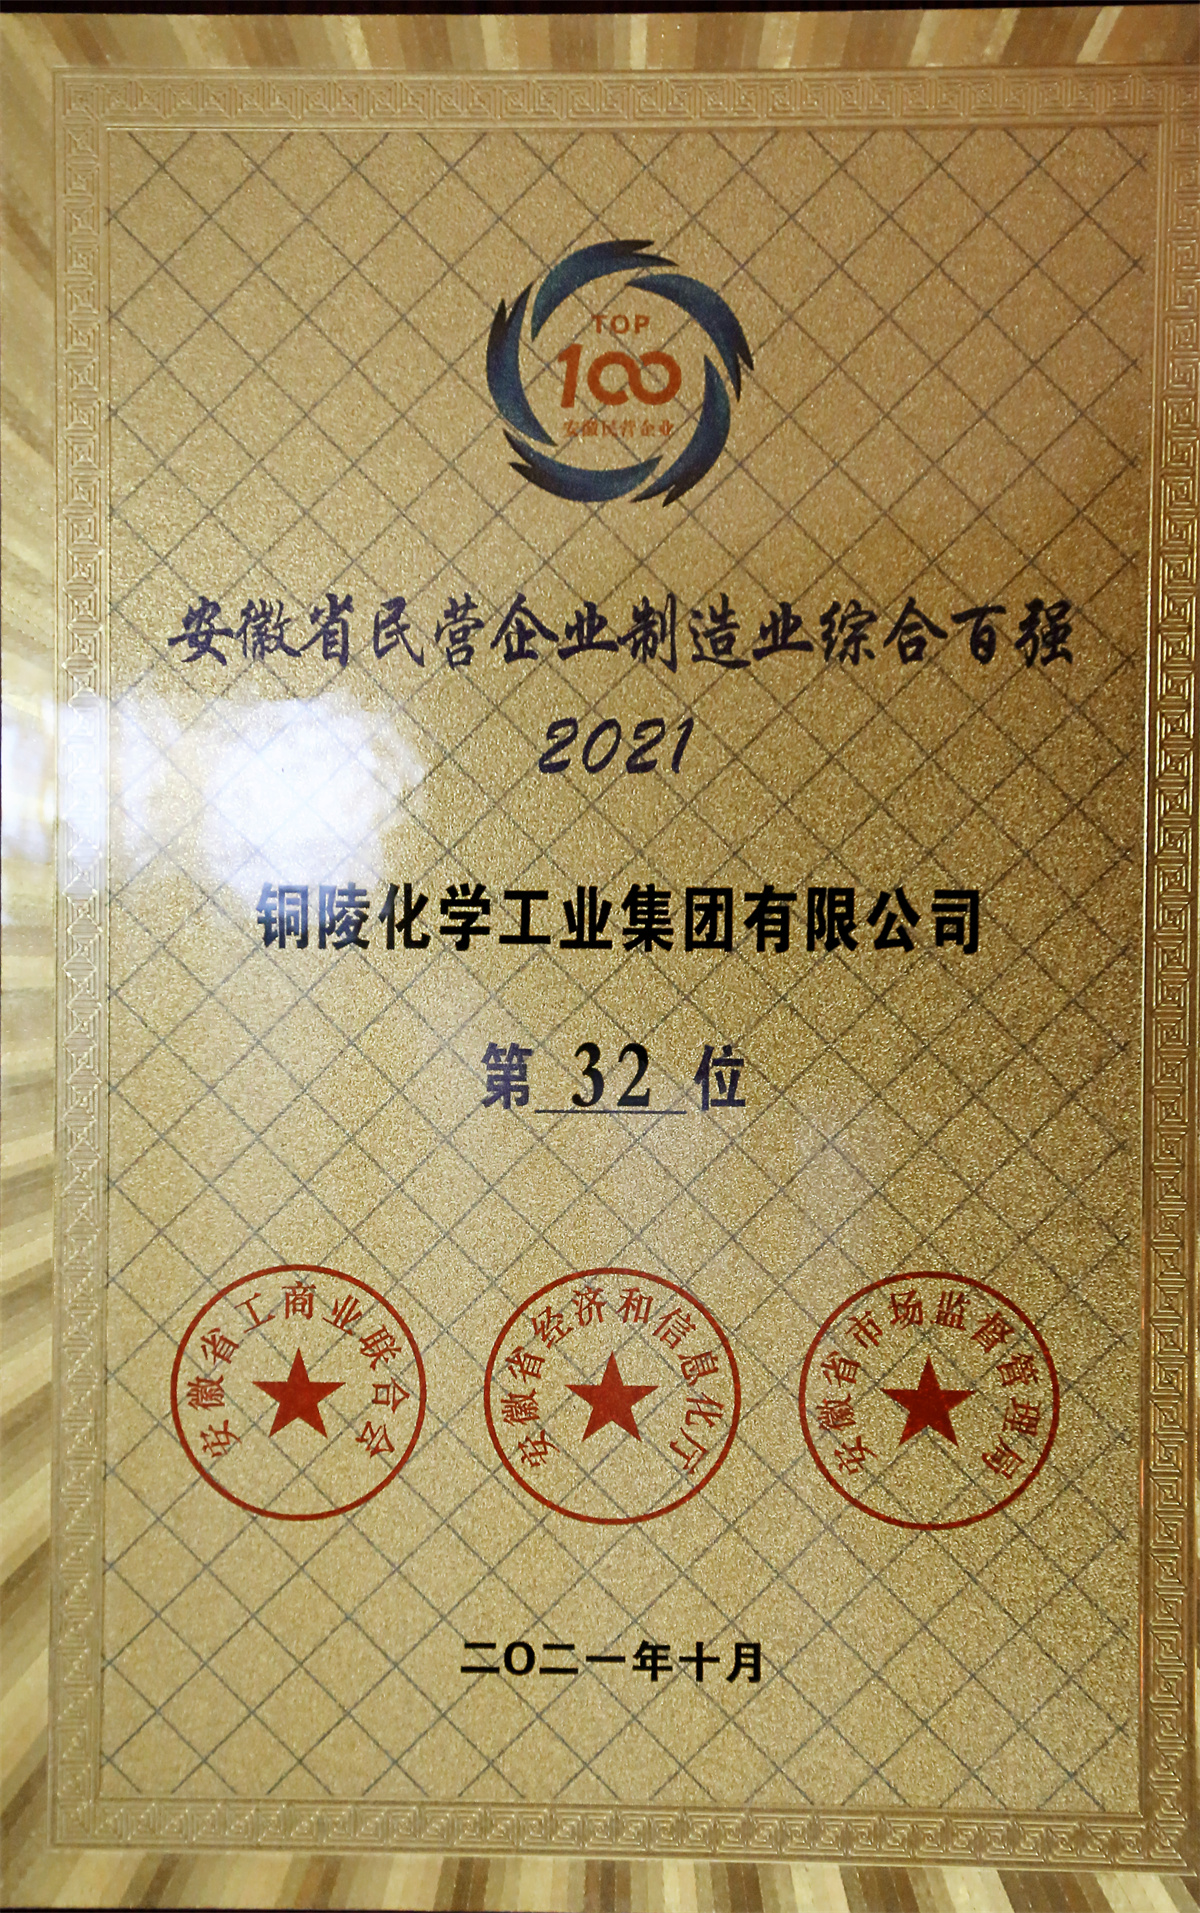 TOP
100
安徽民营企业
安徽省民营企业制造业综合百强
2021
铜陵化学工业集团有限公司
第 32 位
安徽省工商业联合会
安徽省经济和信息化厅
安徽省市场监督管理局
二〇二一年十月